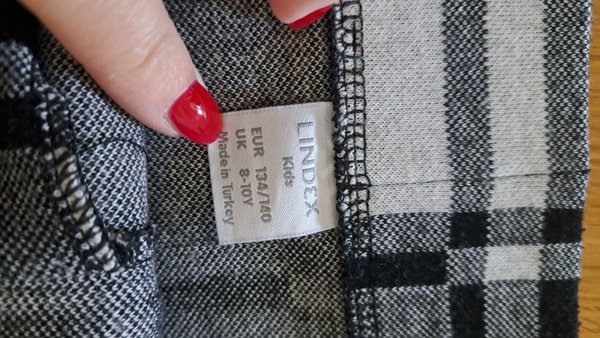 LINDEX
Kids
EUR 134/140
UK 8-10Y
Made in Turkey